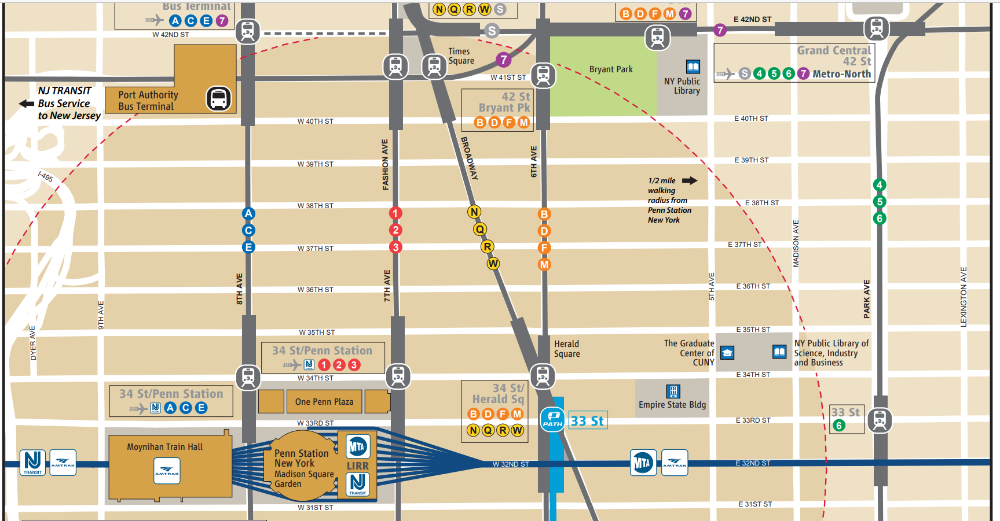 Bus Terminal
A C E 7
N Q R W S
B D F M 7
E 42ND ST
W 42ND ST
S
7
Times
Square
7
Bryant Park
NY Public
Library
Grand Central
42 St
S 4 5 6 7 Metro-North
W 41ST ST
NJ TRANSIT
Bus Service
to New Jersey
Port Authority
Bus Terminal
42 St
Bryant Pk
B D F M
W 40TH ST
E 40TH ST
FASHION AVE
BROADWAY
6TH AVE
W 39TH ST
E 39TH ST
I-495
1/2 mile
walking
radius from
Penn Station
New York
4
5
6
W 38TH ST
E 38TH ST
A
C
E
1
2
3
N
Q
R
W
B
D
F
M
MADISON AVE
W 37TH ST
E 37TH ST
8TH AVE
7TH AVE
5TH AVE
PARK AVE
LEXINGTON AVE
W 36TH ST
E 36TH ST
9TH AVE
DYER AVE
W 35TH ST
E 35TH ST
34 St/Penn Station
NJ 1 2 3
Herald
Square
The Graduate
Center of
CUNY
NY Public Library of
Science, Industry
and Business
W 34TH ST
E 34TH ST
34 St/Penn Station
NJ A C E
One Penn Plaza
34 St/
Herald Sq
B D F M
N Q R W
PATH
33 St
Empire State Bldg
33 St
6
W 33RD ST
E 33RD ST
Moynihan Train Hall
AMTRAK
Penn Station
New York
Madison Square
Garden
MTA
LIRR
NJ
TRANSIT
NJ
TRANSIT
AMTRAK
W 32ND ST
MTA
AMTRAK
E 32ND ST
W 31ST ST
E 31ST ST